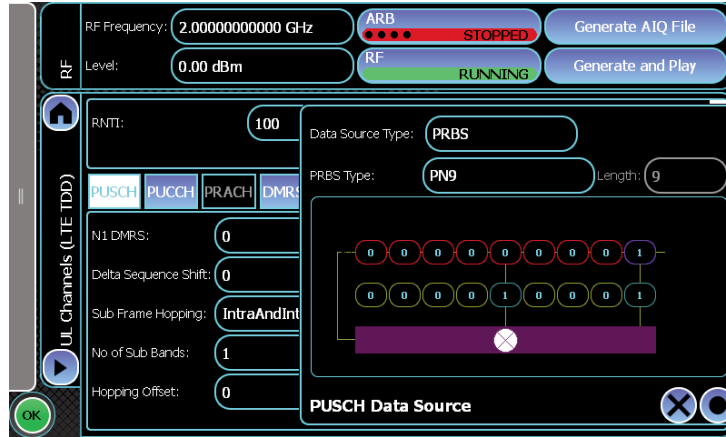 RF Frequency: 2.00000000000 GHz ARB STOPPED Generate AIQ File
RF
Level: 0.00 dBm RF RUNNING Generate and Play
UL Channels (LTE TDD)
RNTI: 100
PUSCH PUCCH PRACH DMRS
N1 DMRS: 0
Delta Sequence Shift: 0
Sub Frame Hopping: IntraAndInt
No of Sub Bands: 1
Hopping Offset: 0
OK
Data Source Type: PRBS
PRBS Type: PN9 Length: 9
0 0 0 0 0 0 0 0 1
0 0 0 0 1 0 0 0 1
PUSCH Data Source